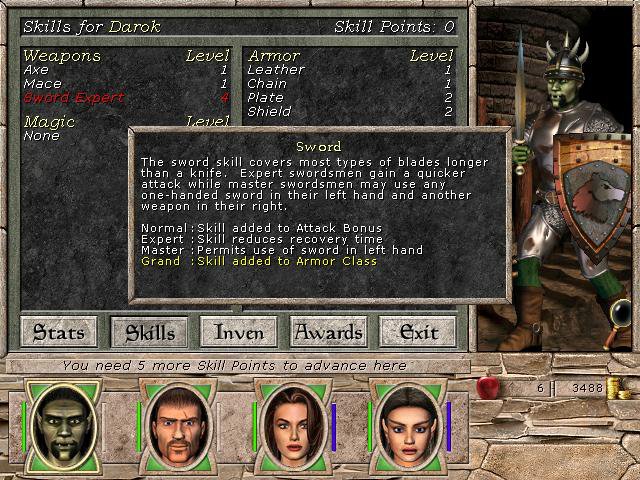 Skills for Darok Skill Points: 0
Weapons Level
Axe 1
Mace 1
Sword Expert 4
Magic Level
None
Armor Level
Leather 1
Chain 1
Plate 2
Shield 2
Sword
The sword skill covers most types of blades longer
than a knife. Expert swordsmen gain a quicker
attack while master swordsmen may use any
one-handed sword in their left hand and another
weapon in their right.
Normal : Skill added to Attack Bonus
Expert : Skill reduces recovery time
Master : Permits use of sword in left hand
Grand : Skill added to Armor Class
Stats Skills Inven Awards Exit
You need 5 more Skill Points to advance here
6 3488